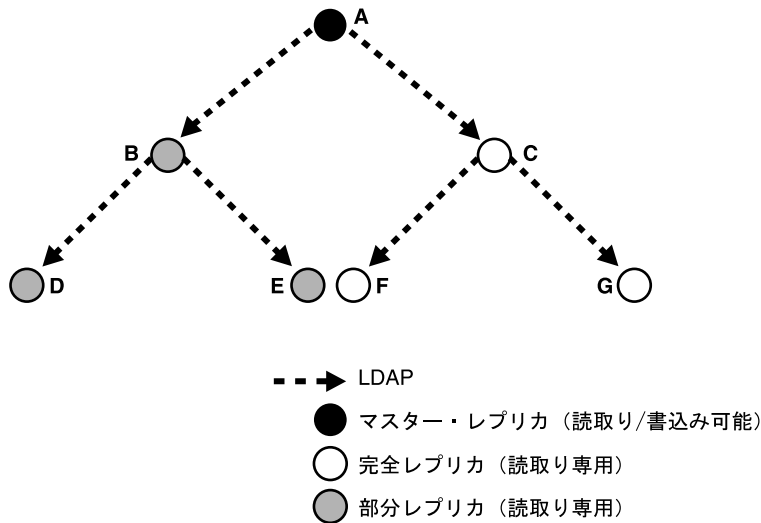 A
B
C
D
E
F
G
LDAP
マスター・レプリカ（読取り/書込み可能）
完全レプリカ（読取り専用）
部分レプリカ（読取り専用）